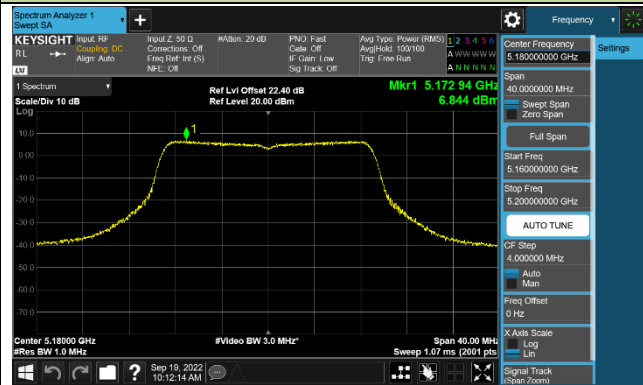 Spectrum Analyzer 1
Swept SA
+
Frequency
KEYSIGHT Input: RF
RL
Coupling: DC
Align: Auto
LXI
Input Z: 50 Ω
Corrections: Off
Freq Ref: Int (S)
NFE: Off
#Atten: 20 dB
PNO: Fast
Gate: Off
IF Gain: Low
Sig Track: Off
Avg Type: Power (RMS)
Avg|Hold: 100/100
Trig: Free Run
1 2 3 4 5 6
A W W W W W
A N N N N N
1 Spectrum
Scale/Div 10 dB
Log
Ref Lvl Offset 22.40 dB
Ref Level 20.00 dBm
Mkr1 5.172 94 GHz
6.844 dBm
1
10.0
0.00
-10.0
-20.0
-30.0
-40.0
-50.0
-60.0
-70.0
Center 5.18000 GHz
#Res BW 1.0 MHz
#Video BW 3.0 MHz*
Span 40.00 MHz
Sweep 1.07 ms (2001 pts)
Sep 19, 2022
10:12:14 AM
?
Center Frequency
5.18000000 GHz
Span
40.0000000 MHz
Swept Span
Zero Span
Full Span
Start Freq
5.160000000 GHz
Stop Freq
5.200000000 GHz
AUTO TUNE
CF Step
4.000000 MHz
Auto
Man
Freq Offset
0 Hz
X Axis Scale
Log
Lin
Signal Track
(Span Zoom)
Settings